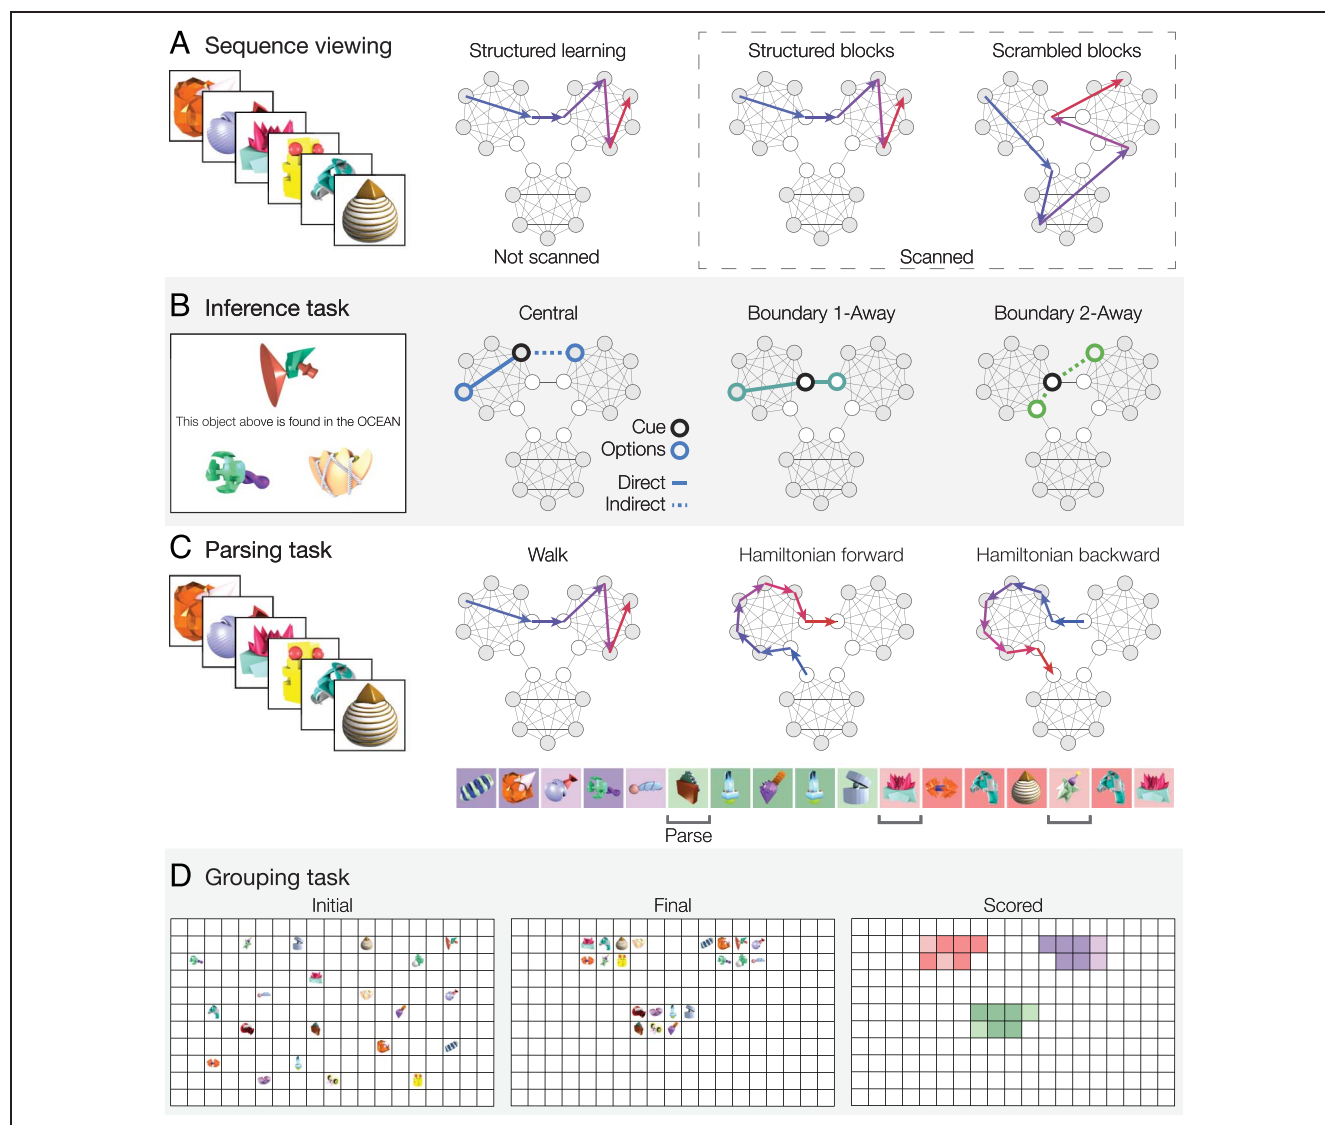 A Sequence viewing
Structured learning
Structured blocks
Scrambled blocks
Not scanned
Scanned
B Inference task
Central
Boundary 1-Away
Boundary 2-Away
This object above is found in the OCEAN
Cue
Options
Direct
Indirect
C Parsing task
Walk
Hamiltonian forward
Hamiltonian backward
Parse
D Grouping task
Initial
Final
Scored